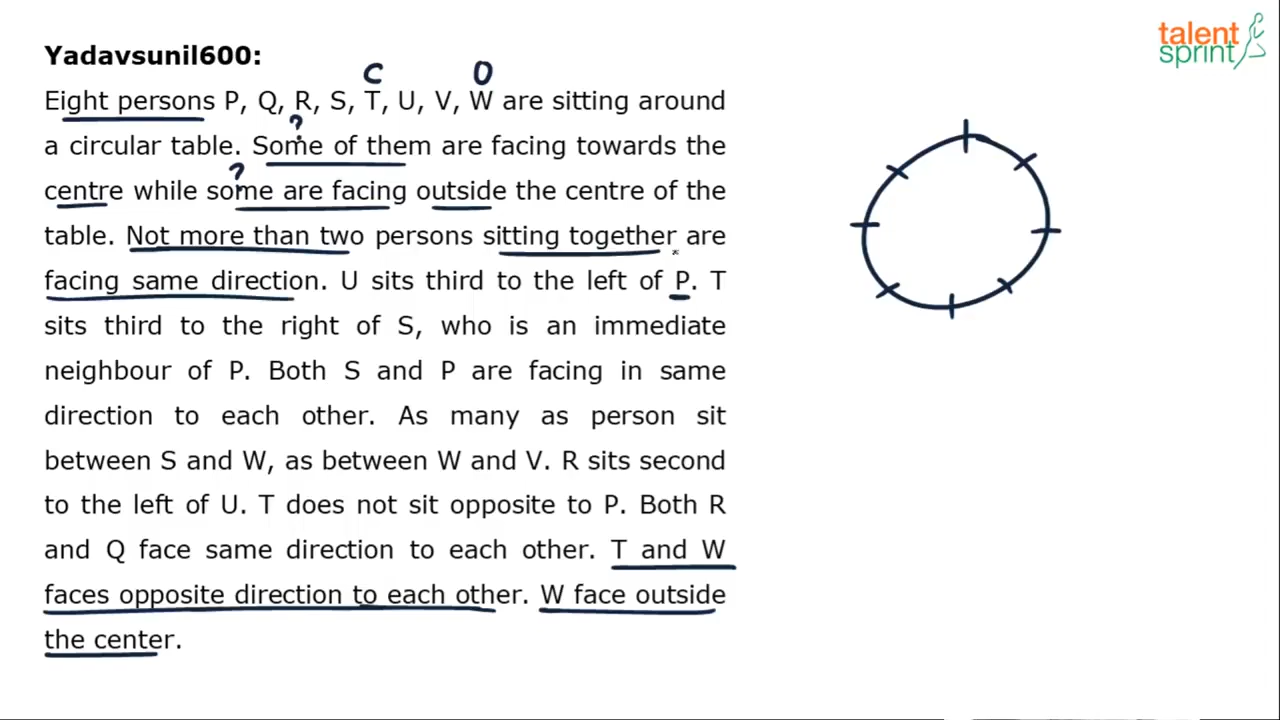 talent
sprint
Yadavsunil600:
C O
Eight persons P, Q, R, S, T, U, V, W are sitting around
?
a circular table. Some of them are facing towards the
?
centre while some are facing outside the centre of the
table. Not more than two persons sitting together are
facing same direction. U sits third to the left of P. T
sits third to the right of S, who is an immediate
neighbour of P. Both S and P are facing in same
direction to each other. As many as person sit
between S and W, as between W and V. R sits second
to the left of U. T does not sit opposite to P. Both R
and Q face same direction to each other. T and W
faces opposite direction to each other. W face outside
the center.